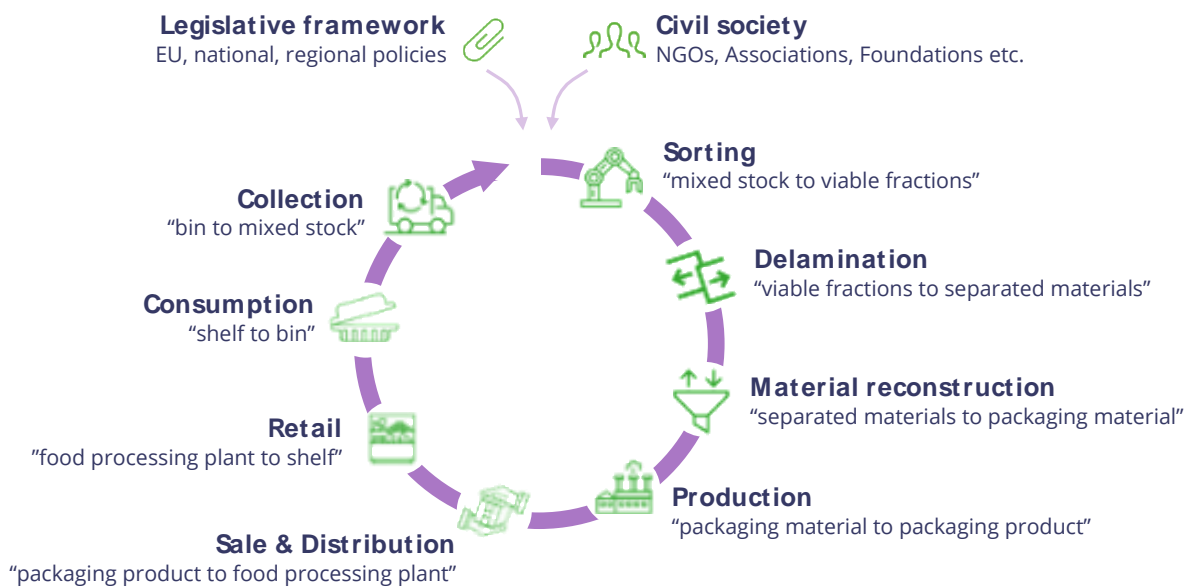 Legislative framework
EU, national, regional policies
Civil society
NGOs, Associations, Foundations etc.
Sorting
“mixed stock to viable fractions”
Delamination
“viable fractions to separated materials”
Material reconstruction
“separated materials to packaging material”
Production
“packaging material to packaging product”
Sale & Distribution
“packaging product to food processing plant”
Retail
”food processing plant to shelf”
Consumption
“shelf to bin”
Collection
“bin to mixed stock”